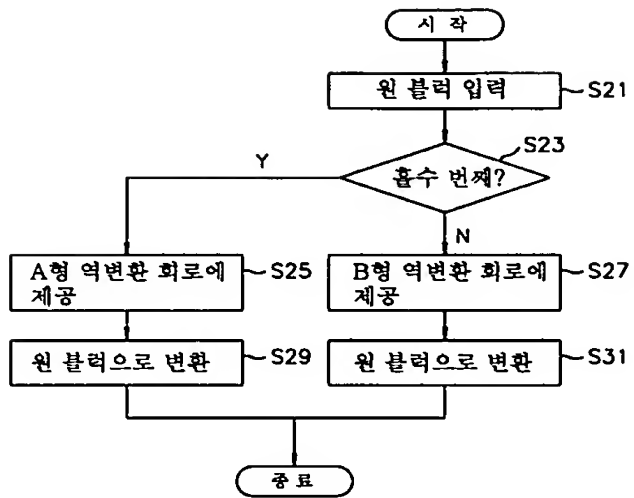 시 작
원 블럭 입력
S21
S23
Y
홀수 번째?
N
A형 역변환 회로에
제공
S25
B형 역변환 회로에
제공
S27
원 블럭으로 변환
S29
원 블럭으로 변환
S31
종 료